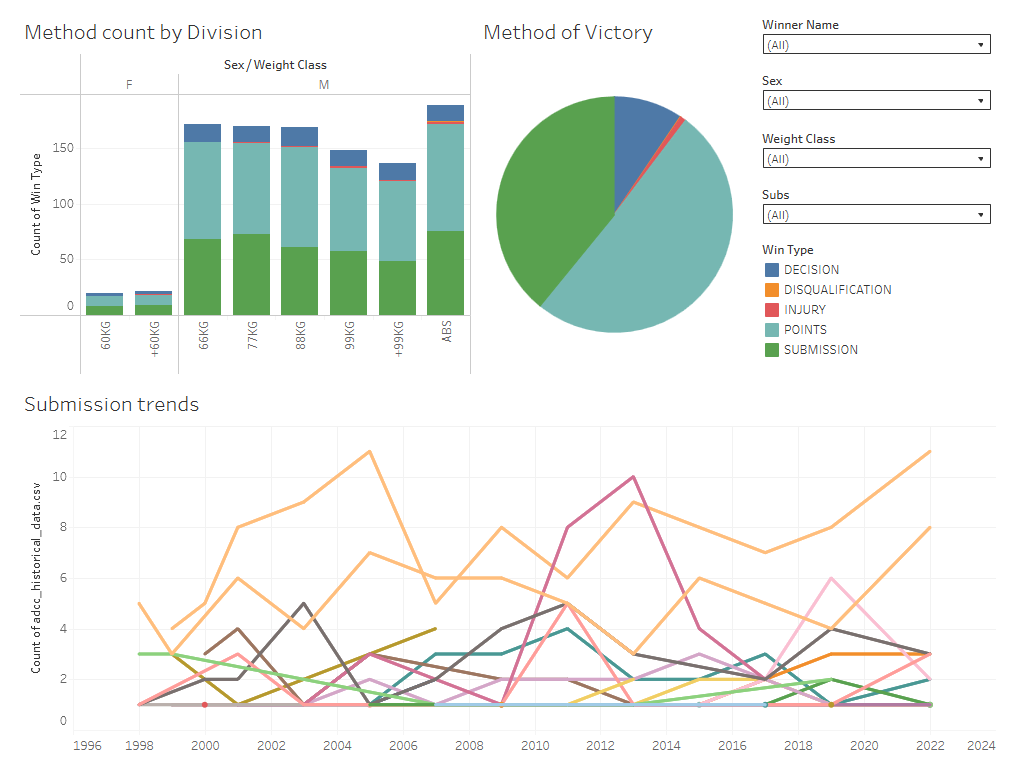 Method count by Division
Sex / Weight Class
F
M
Count of Win Type
150
100
50
0
60KG
+60KG
66KG
77KG
88KG
99KG
+99KG
ABS
Method of Victory
Winner Name
(All)
Sex
(All)
Weight Class
(All)
Subs
(All)
Win Type
DECISION
DISQUALIFICATION
INJURY
POINTS
SUBMISSION
Submission trends
Count of adcc_historical_data.csv
12
10
8
6
4
2
0
1996
1998
2000
2002
2004
2006
2008
2010
2012
2014
2016
2018
2020
2022
2024